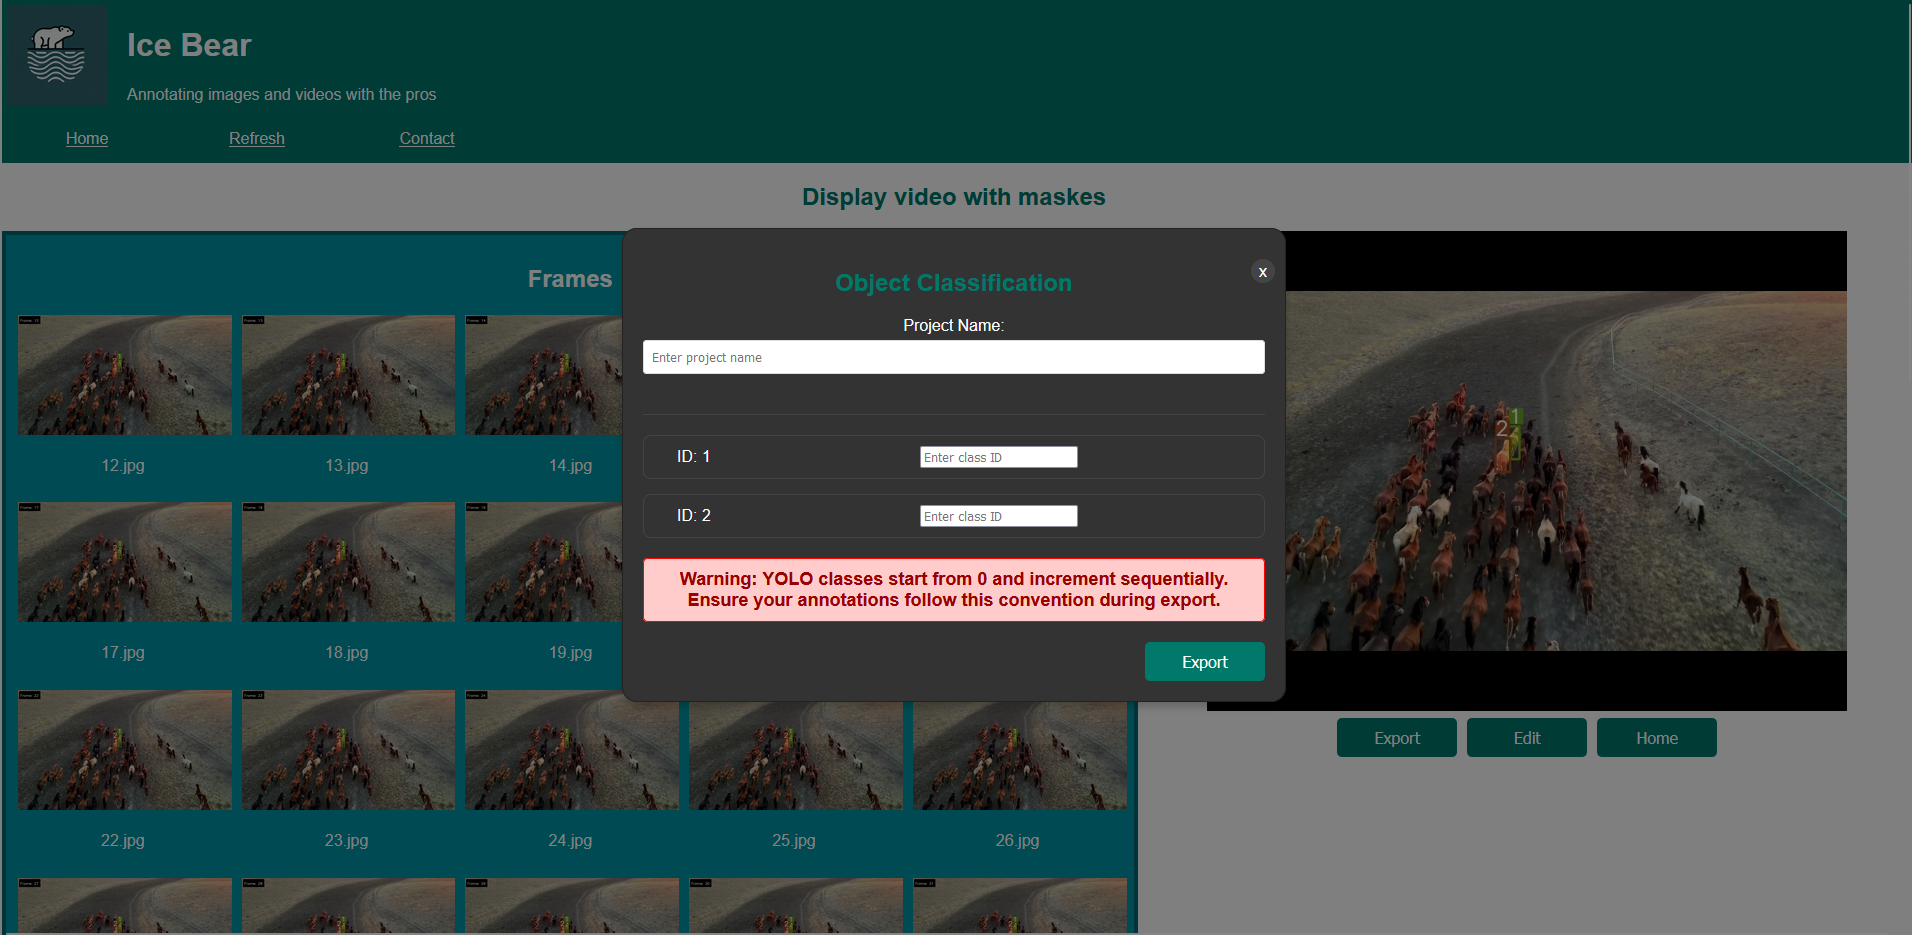 Ice Bear
Annotating images and videos with the pros
Home
Refresh
Contact
Display video with maskes
Frames
12.jpg
13.jpg
14.jpg
17.jpg
18.jpg
19.jpg
22.jpg
23.jpg
24.jpg
25.jpg
26.jpg
Object Classification
x
Project Name:
Enter project name
ID: 1
Enter class ID
ID: 2
Enter class ID
Warning: YOLO classes start from 0 and increment sequentially.
Ensure your annotations follow this convention during export.
Export
1
2
Export
Edit
Home